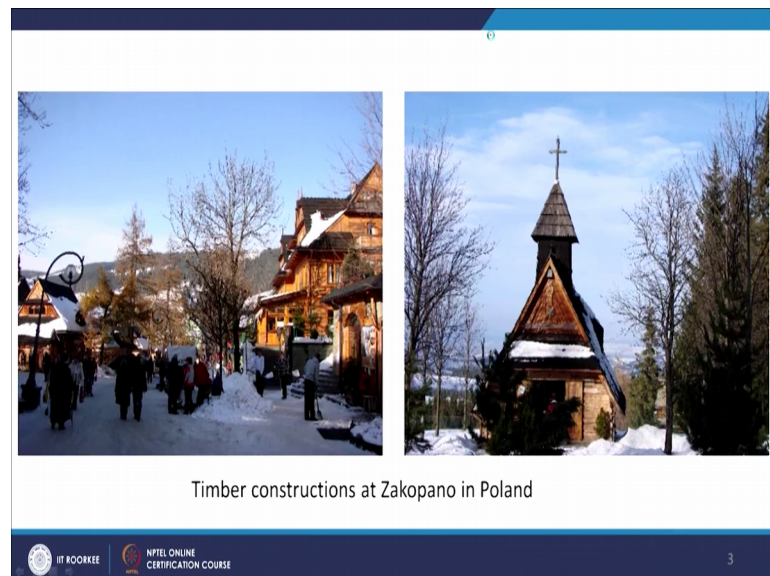 Timber constructions at Zakopano in Poland
IIT ROORKEE
NPTEL ONLINE
CERTIFICATION COURSE
3